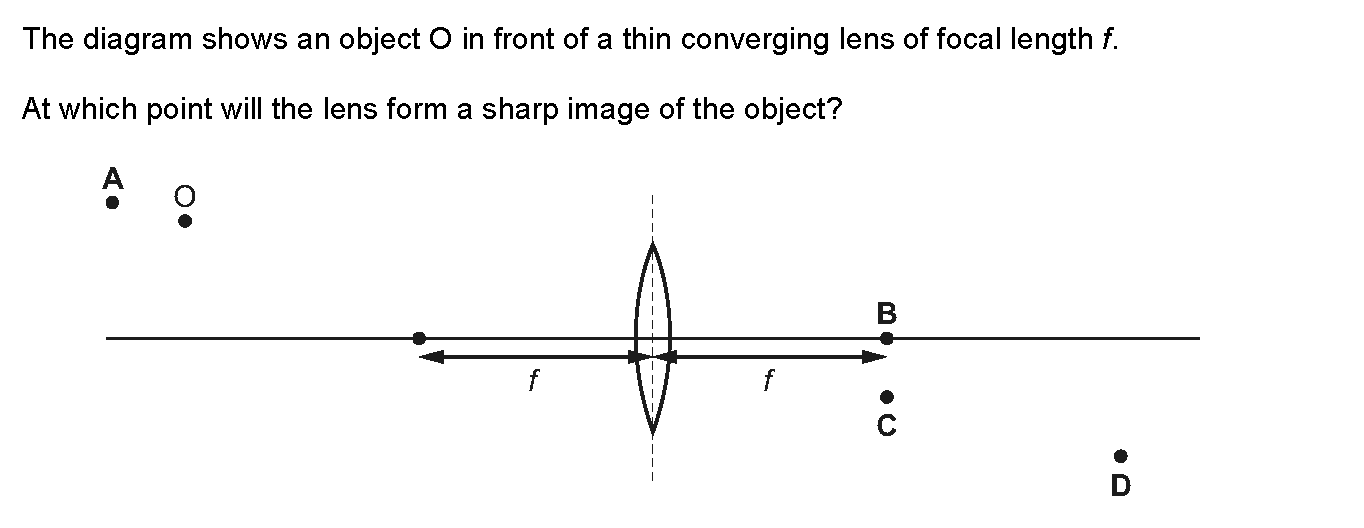 The diagram shows an object O in front of a thin converging lens of focal length f.
At which point will the lens form a sharp image of the object?
A
O
B
f
f
C
D